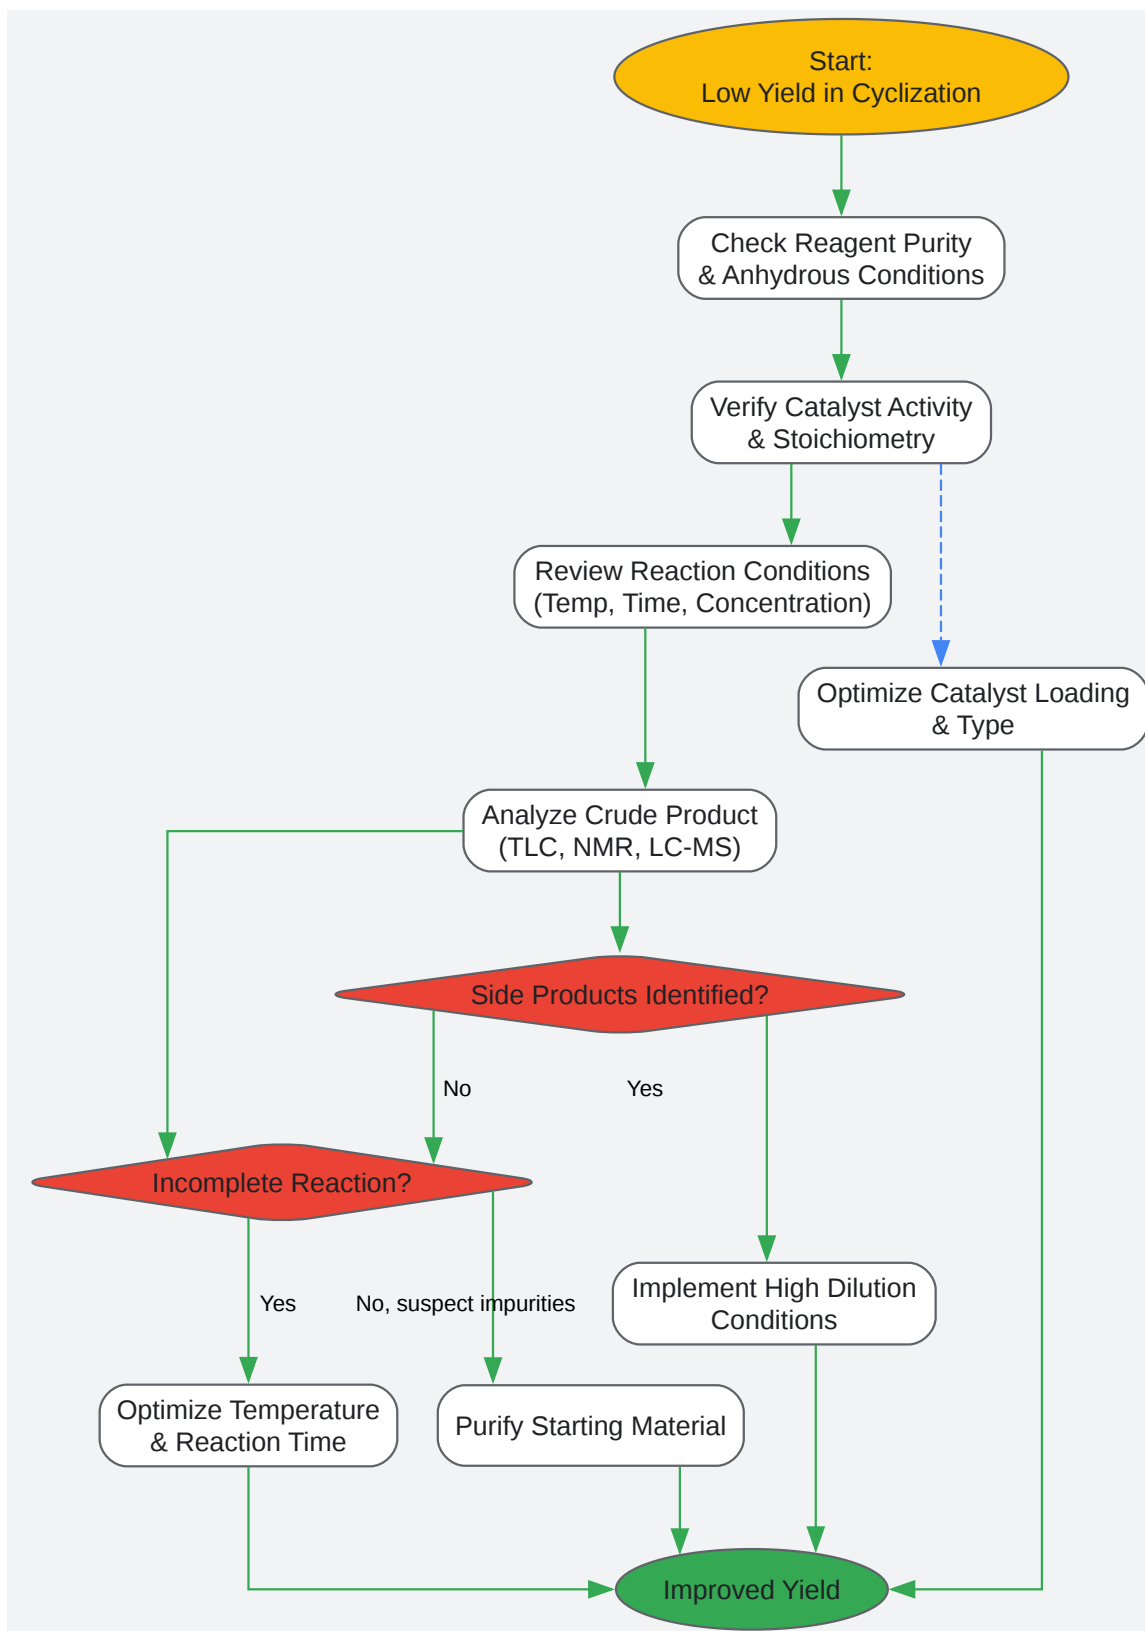 Start:
Low Yield in Cyclization
Check Reagent Purity
& Anhydrous Conditions
Verify Catalyst Activity
& Stoichiometry
Review Reaction Conditions
(Temp, Time, Concentration)
Optimize Catalyst Loading
& Type
Analyze Crude Product
(TLC, NMR, LC-MS)
Side Products Identified?
No
Yes
Incomplete Reaction?
Implement High Dilution
Conditions
Yes
No, suspect impurities
Optimize Temperature
& Reaction Time
Purify Starting Material
Improved Yield